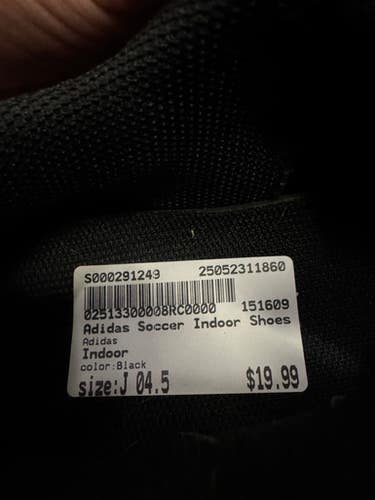 S000291249 25052311860
02513300008RC0000 151609
Adidas Soccer Indoor Shoes
Adidas
Indoor
color:Black
size:J 04.5 $19.99